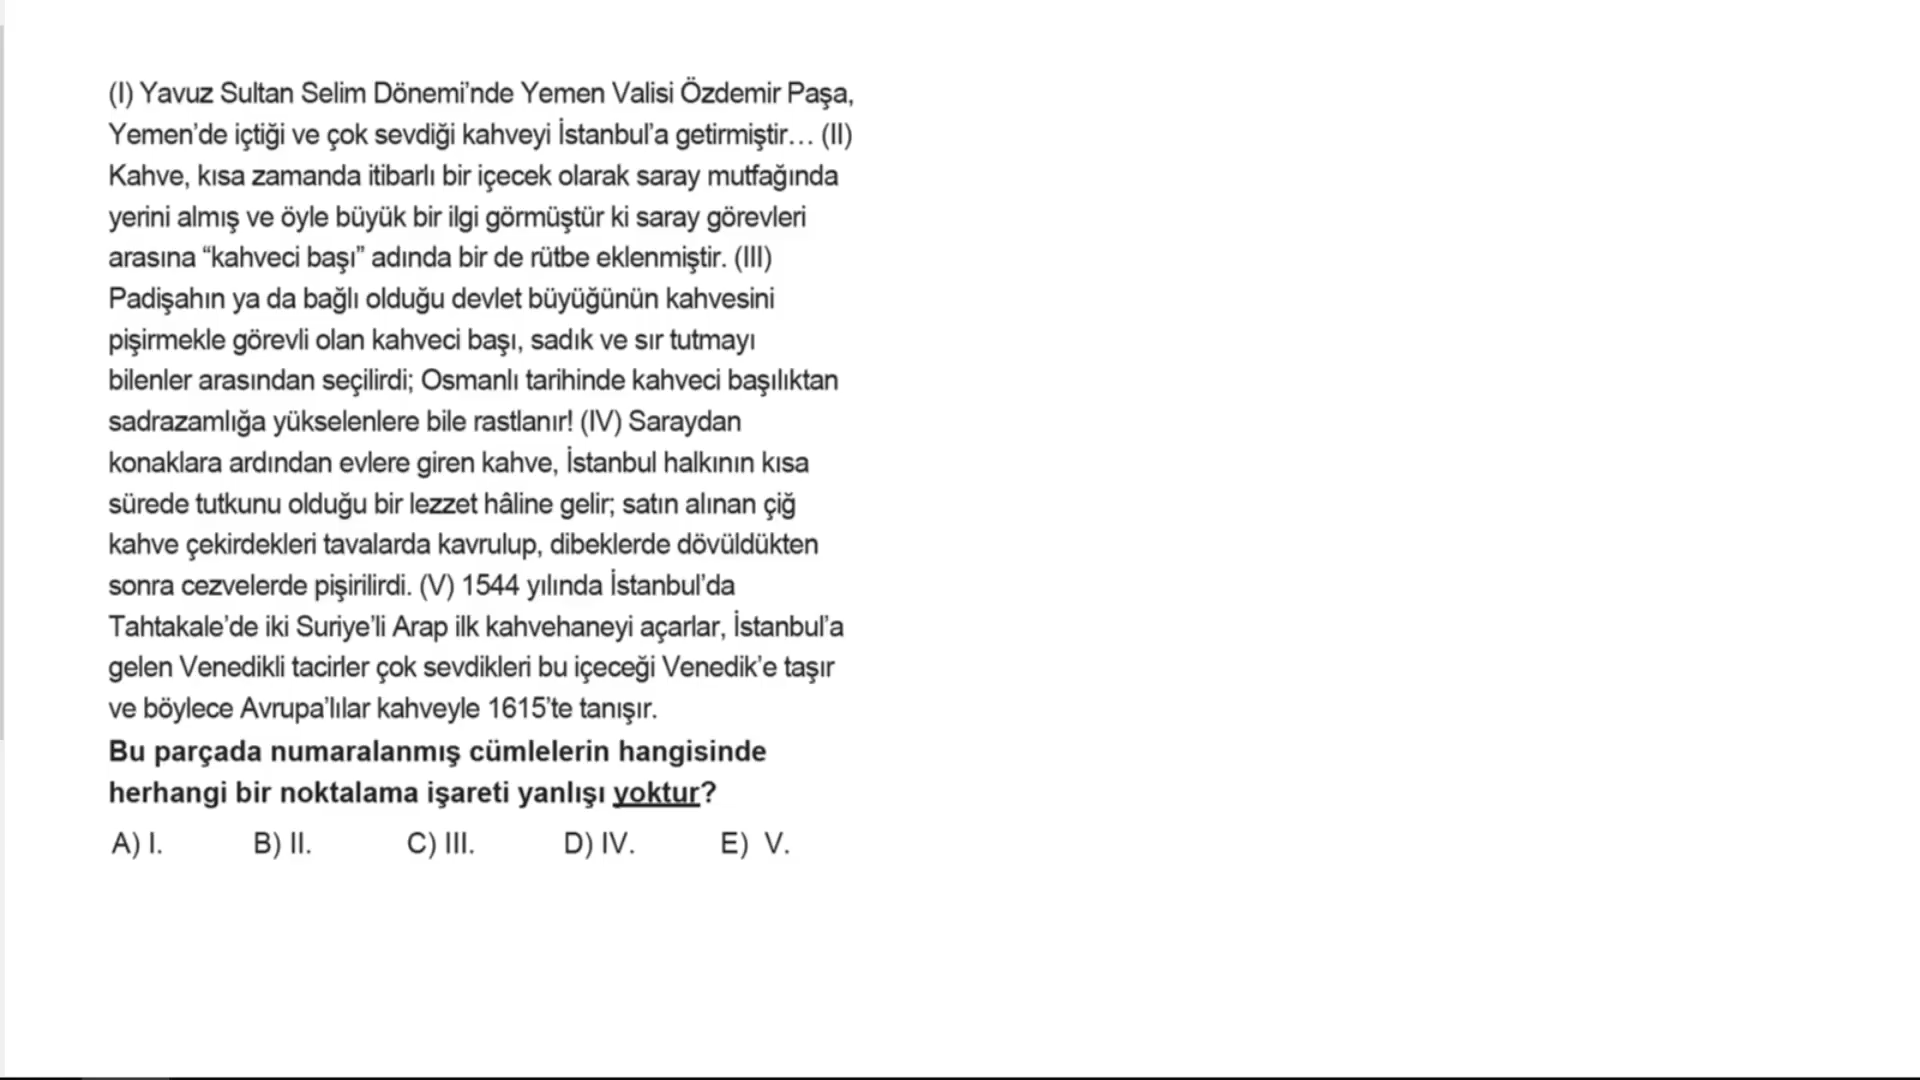 (I) Yavuz Sultan Selim Dönemi’nde Yemen Valisi Özdemir Paşa,
Yemen’de içtiği ve çok sevdiği kahveyi İstanbul’a getirmiştir… (II)
Kahve, kısa zamanda itibarlı bir içecek olarak saray mutfağında
yerini almış ve öyle büyük bir ilgi görmüştür ki saray görevleri
arasına “kahveci başı” adında bir de rütbe eklenmiştir. (III)
Padişahın ya da bağlı olduğu devlet büyüğünün kahvesini
pişirmekle görevli olan kahveci başı, sadık ve sır tutmayı
bilenler arasından seçilirdi; Osmanlı tarihinde kahveci başılıktan
sadrazamlığa yükselenlere bile rastlanır! (IV) Saraydan
konaklara ardından evlere giren kahve, İstanbul halkının kısa
sürede tutkunu olduğu bir lezzet hâline gelir; satın alınan çiğ
kahve çekirdekleri tavalarda kavrulup, dibeklerde dövüldükten
sonra cezvelerde pişirilirdi. (V) 1544 yılında İstanbul’da
Tahtakale’de iki Suriye’li Arap ilk kahvehaneyi açarlar, İstanbul’a
gelen Venedikli tacirler çok sevdikleri bu içeceği Venedik’e taşır
ve böylece Avrupa’lılar kahveyle 1615’te tanışır.
Bu parçada numaralanmış cümlelerin hangisinde
herhangi bir noktalama işareti yanlışı yoktur?
A) I. B) II. C) III. D) IV. E) V.